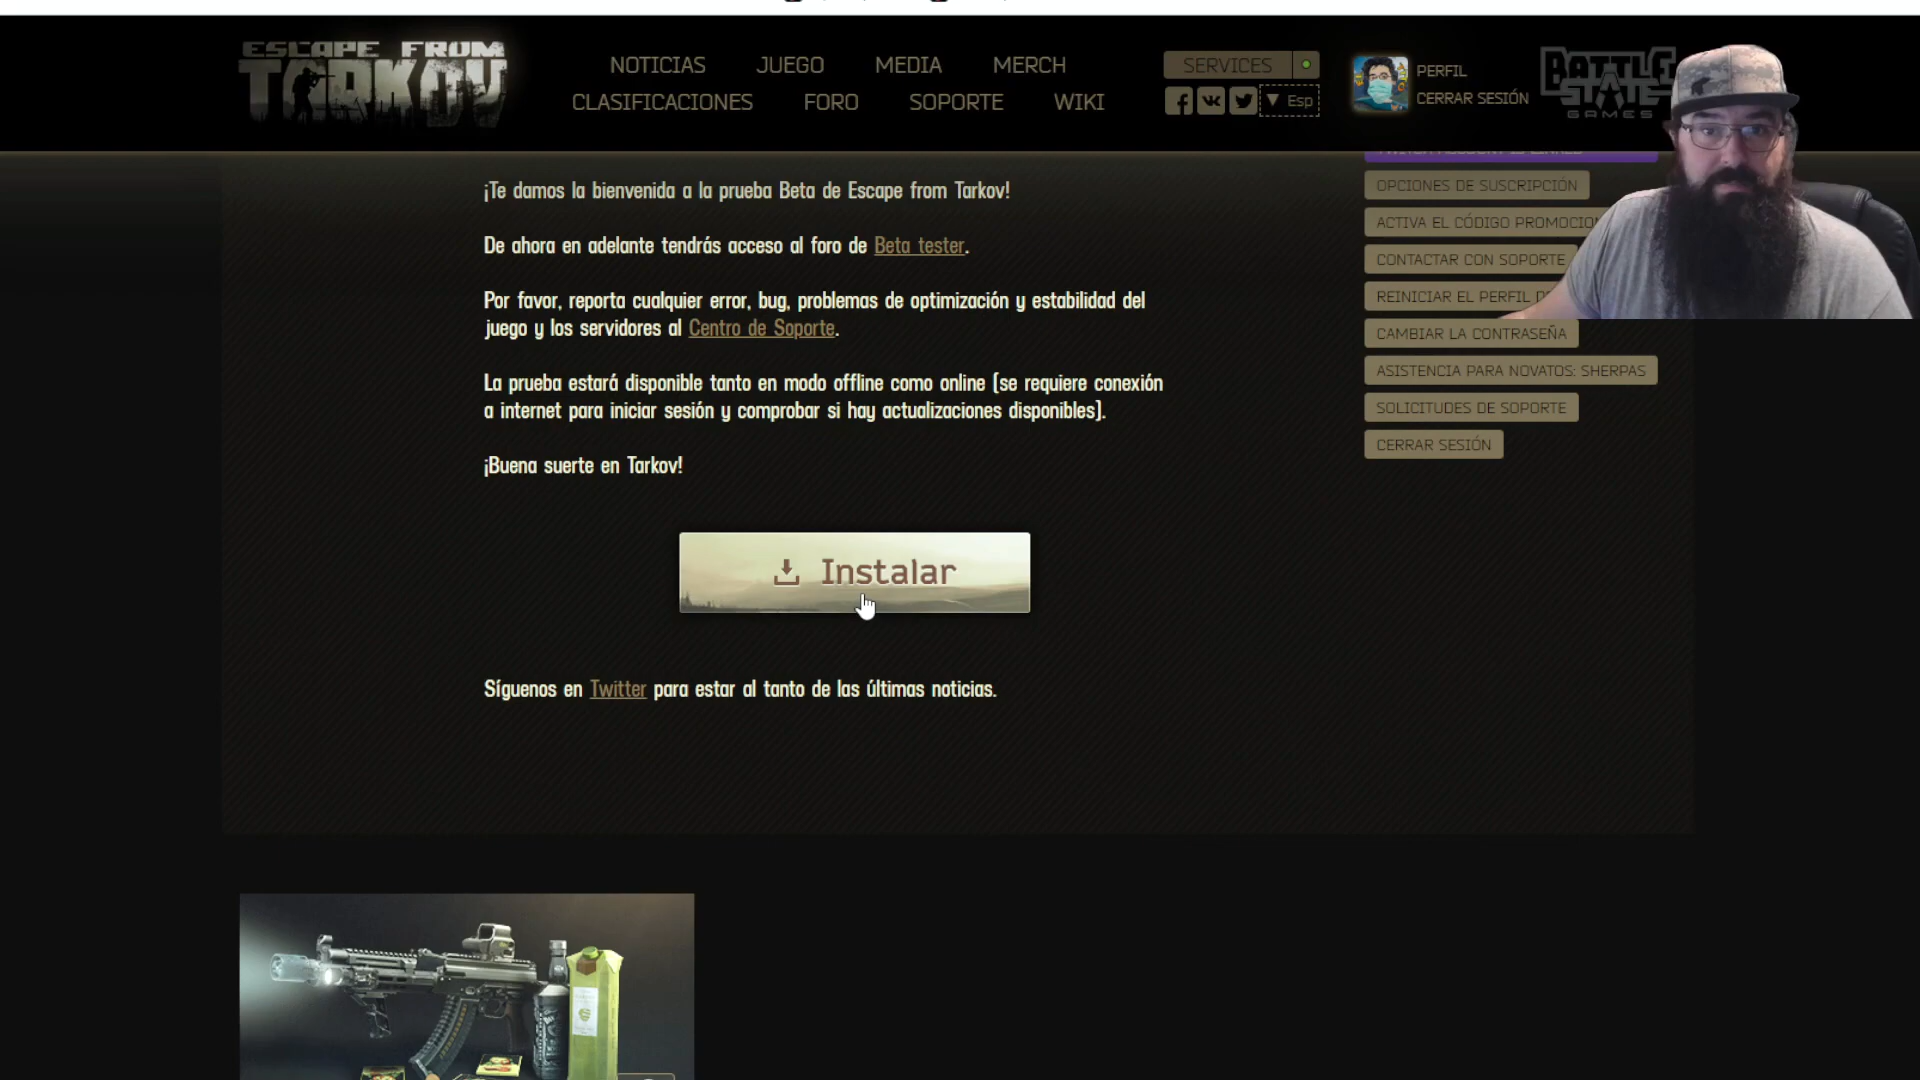 ESCAPE FROM
TARKOV
NOTICIAS JUEGO MEDIA MERCH
CLASIFICACIONES FORO SOPORTE WIKI
SERVICES
Esp
PERFIL
CERRAR SESIÓN
BATTLE
STATE
GAMES
¡Te damos la bienvenida a la prueba Beta de Escape from Tarkov!
De ahora en adelante tendrás acceso al foro de Beta tester.
Por favor, reporta cualquier error, bug, problemas de optimización y estabilidad del
juego y los servidores al Centro de Soporte.
La prueba estará disponible tanto en modo offline como online (se requiere conexión
a internet para iniciar sesión y comprobar si hay actualizaciones disponibles).
¡Buena suerte en Tarkov!
Instalar
Síguenos en Twitter para estar al tanto de las últimas noticias.
OPCIONES DE SUSCRIPCIÓN
ACTIVA EL CÓDIGO
CONTACTAR CON SOPORTE
REINICIAR EL PERFIL
CAMBIAR LA CONTRASEÑA
ASISTENCIA PARA NOVATOS: SHERPAS
SOLICITUDES DE SOPORTE
CERRAR SESIÓN